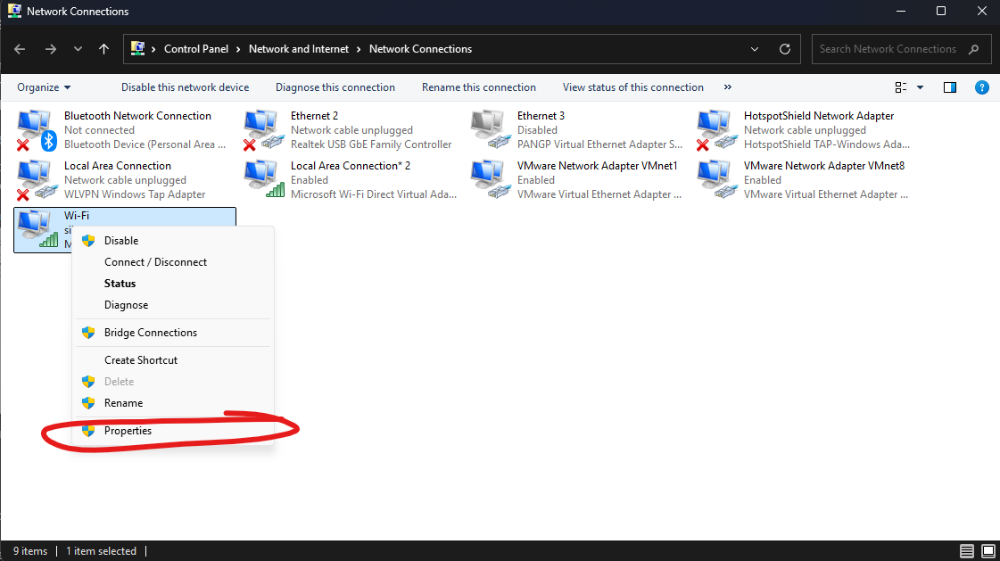 Network Connections
Control Panel › Network and Internet › Network Connections
Search Network Connections
Organize Disable this network device Diagnose this connection Rename this connection View status of this connection »
Bluetooth Network Connection
Not connected
Bluetooth Device (Personal Area ...
Ethernet 2
Network cable unplugged
Realtek USB GbE Family Controller
Ethernet 3
Disabled
PANGP Virtual Ethernet Adapter S...
HotspotShield Network Adapter
Network cable unplugged
HotspotShield TAP-Windows Ada...
Local Area Connection
Network cable unplugged
WLVPN Windows Tap Adapter
Local Area Connection* 2
Enabled
Microsoft Wi-Fi Direct Virtual Ada...
VMware Network Adapter VMnet1
Enabled
VMware Virtual Ethernet Adapter ...
VMware Network Adapter VMnet8
Enabled
VMware Virtual Ethernet Adapter ...
Wi-Fi
Disable
Connect / Disconnect
Status
Diagnose
Bridge Connections
Create Shortcut
Delete
Rename
Properties
9 items
1 item selected